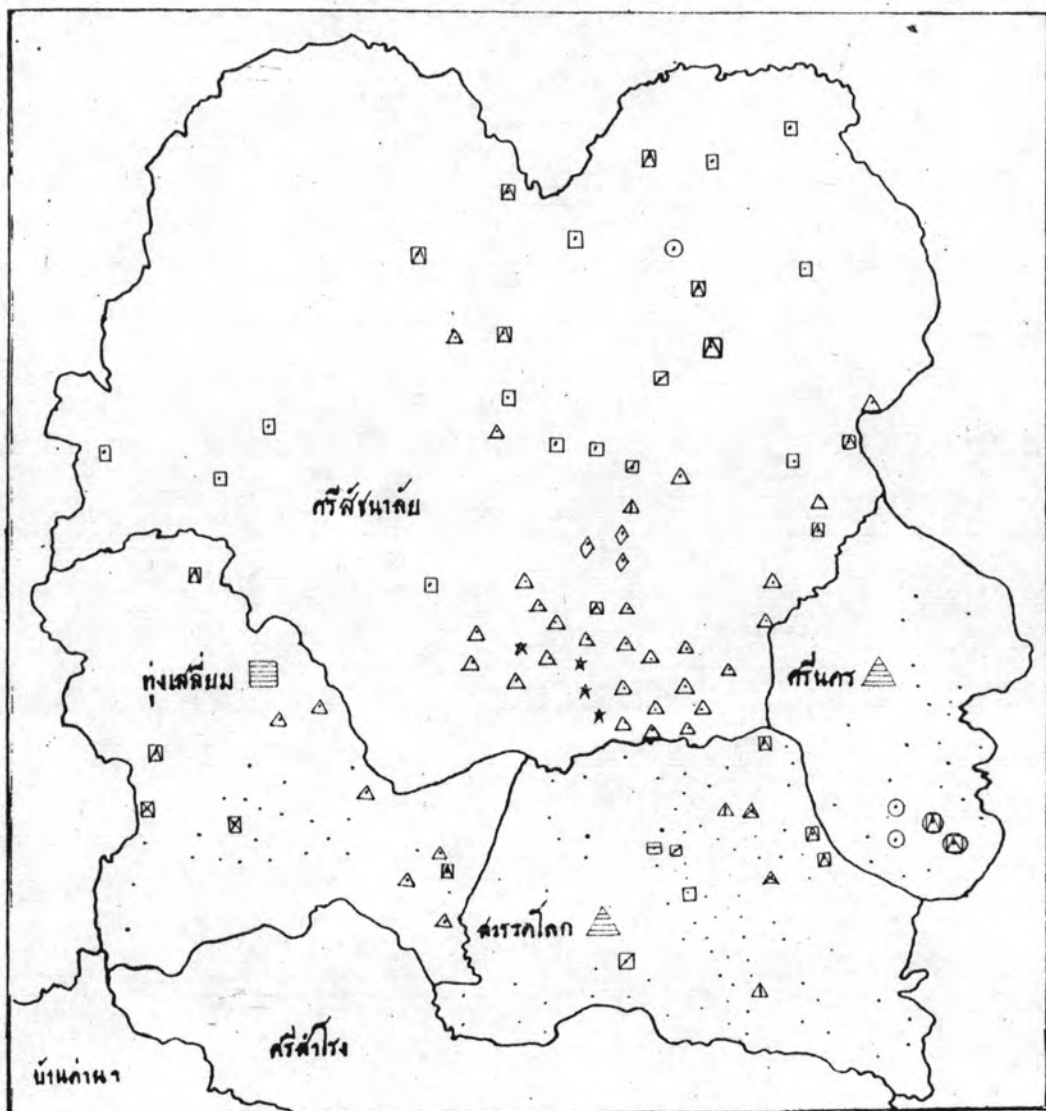 ศรีสัชนาลัย
ทุ่งเสลี่ยม
ศรีนคร
สวรรคโลก
ศรีสำโรง
บ้านด่านฯ